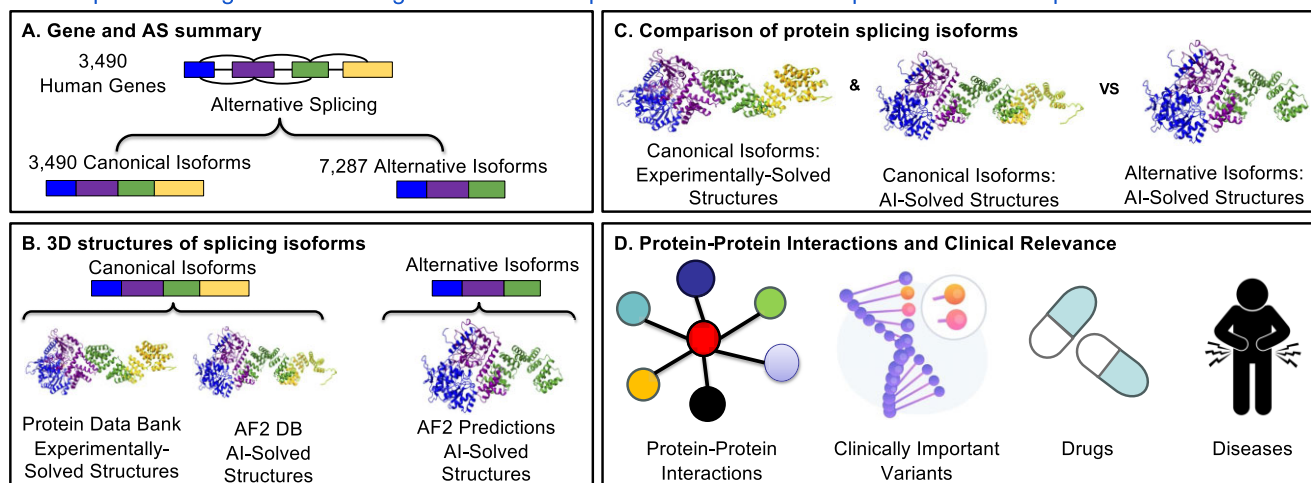 A. Gene and AS summary
3,490
Human Genes
Alternative Splicing
3,490 Canonical Isoforms
7,287 Alternative Isoforms
B. 3D structures of splicing isoforms
Canonical Isoforms
Alternative Isoforms
Protein Data Bank
Experimentally-
Solved Structures
AF2 DB
AI-Solved
Structures
AF2 Predictions
AI-Solved
Structures
C. Comparison of protein splicing isoforms
&
VS
Canonical Isoforms:
Experimentally-Solved
Structures
Canonical Isoforms:
AI-Solved Structures
Alternative Isoforms:
AI-Solved Structures
D. Protein-Protein Interactions and Clinical Relevance
Protein-Protein
Interactions
Clinically Important
Variants
Drugs
Diseases